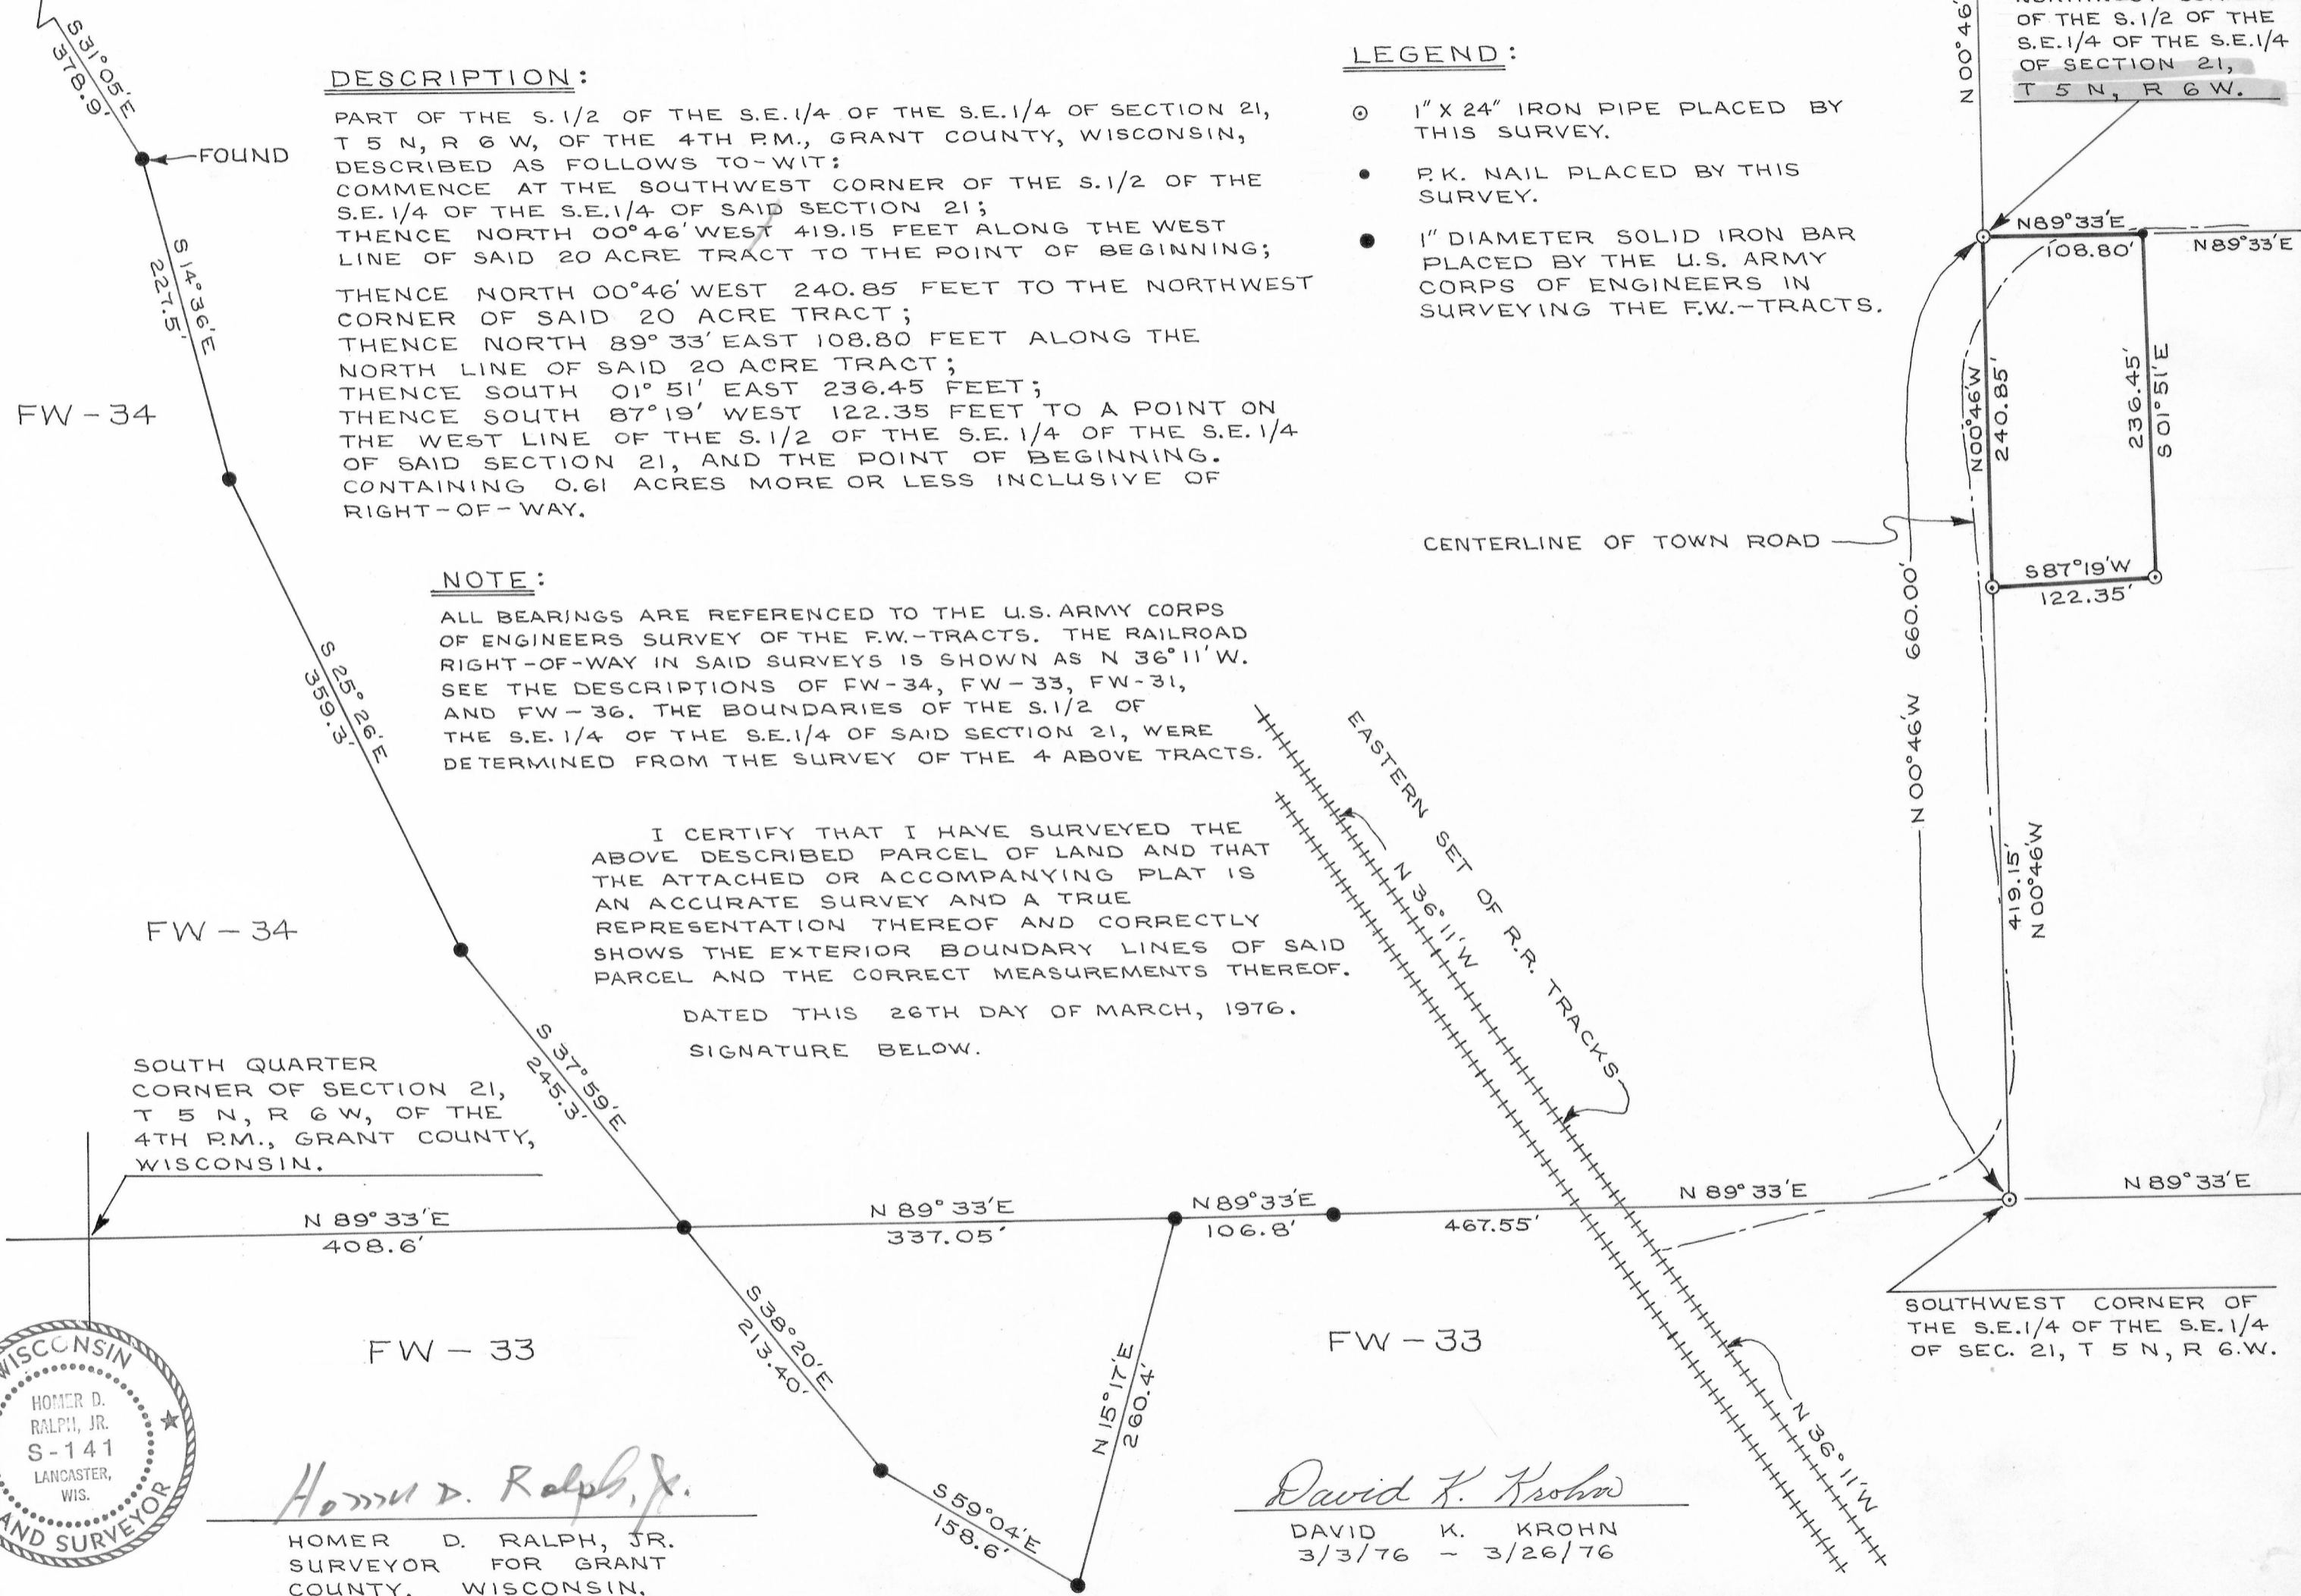 S 31°05'E
378.9'
FOUND
S 14°36'E
227.5'
FW-34
S 25°26'E
359.3'
FW-34
S 37°59'E
245.3'
DESCRIPTION:
PART OF THE S. 1/2 OF THE S.E. 1/4 OF THE S.E. 1/4 OF SECTION 21,
T 5 N, R 6 W, OF THE 4TH P.M., GRANT COUNTY, WISCONSIN,
DESCRIBED AS FOLLOWS TO-WIT:
COMMENCE AT THE SOUTHWEST CORNER OF THE S. 1/2 OF THE
S.E. 1/4 OF THE S.E. 1/4 OF SAID SECTION 21;
THENCE NORTH 00°46' WEST 419.15 FEET ALONG THE WEST
LINE OF SAID 20 ACRE TRACT TO THE POINT OF BEGINNING;
THENCE NORTH 00°46' WEST 240.85 FEET TO THE NORTHWEST
CORNER OF SAID 20 ACRE TRACT;
THENCE NORTH 89°33' EAST 108.80 FEET ALONG THE
NORTH LINE OF SAID 20 ACRE TRACT;
THENCE SOUTH 01°51' EAST 236.45 FEET;
THENCE SOUTH 87°19' WEST 122.35 FEET TO A POINT ON
THE WEST LINE OF THE S. 1/2 OF THE S.E. 1/4 OF THE S.E. 1/4
OF SAID SECTION 21, AND THE POINT OF BEGINNING.
CONTAINING 0.61 ACRES MORE OR LESS INCLUSIVE OF
RIGHT-OF-WAY.
NOTE:
ALL BEARINGS ARE REFERENCED TO THE U.S. ARMY CORPS
OF ENGINEERS SURVEY OF THE F.W.-TRACTS. THE RAILROAD
RIGHT-OF-WAY IN SAID SURVEYS IS SHOWN AS N 36°11'W.
SEE THE DESCRIPTIONS OF FW-34, FW-33, FW-31,
AND FW-36. THE BOUNDARIES OF THE S. 1/2 OF
THE S.E. 1/4 OF THE S.E. 1/4 OF SAID SECTION 21, WERE
DETERMINED FROM THE SURVEY OF THE 4 ABOVE TRACTS.
I CERTIFY THAT I HAVE SURVEYED THE
ABOVE DESCRIBED PARCEL OF LAND AND THAT
THE ATTACHED OR ACCOMPANYING PLAT IS
AN ACCURATE SURVEY AND A TRUE
REPRESENTATION THEREOF AND CORRECTLY
SHOWS THE EXTERIOR BOUNDARY LINES OF SAID
PARCEL AND THE CORRECT MEASUREMENTS THEREOF.
DATED THIS 26TH DAY OF MARCH, 1976.
SIGNATURE BELOW.
LEGEND:
1" X 24" IRON PIPE PLACED BY
THIS SURVEY.
P.K. NAIL PLACED BY THIS
SURVEY.
1" DIAMETER SOLID IRON BAR
PLACED BY THE U.S. ARMY
CORPS OF ENGINEERS IN
SURVEYING THE F.W.-TRACTS.
N 00°46'
OF THE S. 1/2 OF THE
S.E. 1/4 OF THE S.E. 1/4
OF SECTION 21,
T 5 N, R 6 W.
N89°33'E
108.80'
N89°33'E
N00°46'W
240.85'
236.45'
S 01°51'E
S87°19'W
122.35'
CENTERLINE OF TOWN ROAD
N 00°46'W 660.00'
419.15'
N 00°46'W
EASTERN SET OF R.R. TRACKS
N 36°11'W
SOUTH QUARTER
CORNER OF SECTION 21,
T 5 N, R 6 W, OF THE
4TH P.M., GRANT COUNTY,
WISCONSIN.
N 89°33'E
408.6'
N 89°33'E
337.05'
N 89°33'E
106.8'
467.55'
N 89°33'E
N 89°33'E
SOUTHWEST CORNER OF
THE S.E. 1/4 OF THE S.E. 1/4
OF SEC. 21, T 5 N, R 6.W.
FW-33
S 38°20'E
213.40'
S 59°04'E
158.6'
N 15°17'E
260.4'
FW-33
N 36°11'W
WISCONSIN
HOMER D.
RALPH, JR.
S-141
LANCASTER,
WIS.
AND SURVEYOR
Homer D. Ralph, Jr.
HOMER D. RALPH, JR.
SURVEYOR FOR GRANT
COUNTY, WISCONSIN.
David K. Krohn
DAVID K. KROHN
3/3/76 - 3/26/76